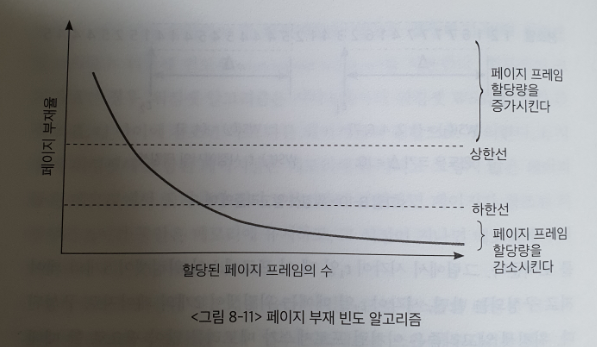 페이지 부재율
페이지 프레임
할당량을
증가시킨다
상한선
하한선
페이지 프레임
할당량을
감소시킨다
할당된 페이지 프레임의 수
<그림 8-11> 페이지 부재 빈도 알고리즘